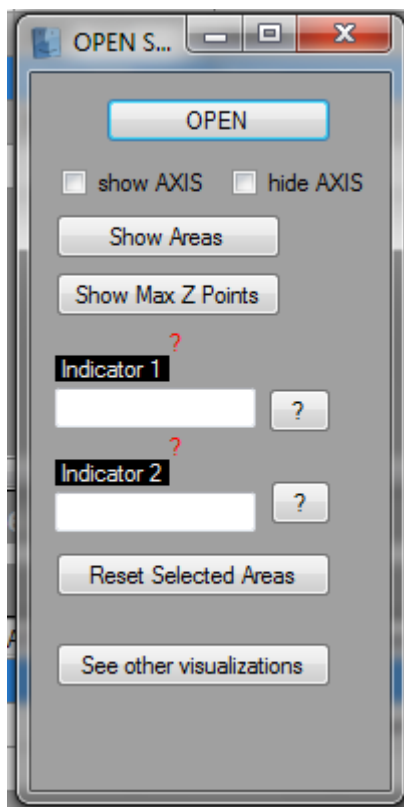 OPEN S...
OPEN
show AXIS hide AXIS
Show Areas
Show Max Z Points
?
Indicator 1
?
?
Indicator 2
?
Reset Selected Areas
See other visualizations